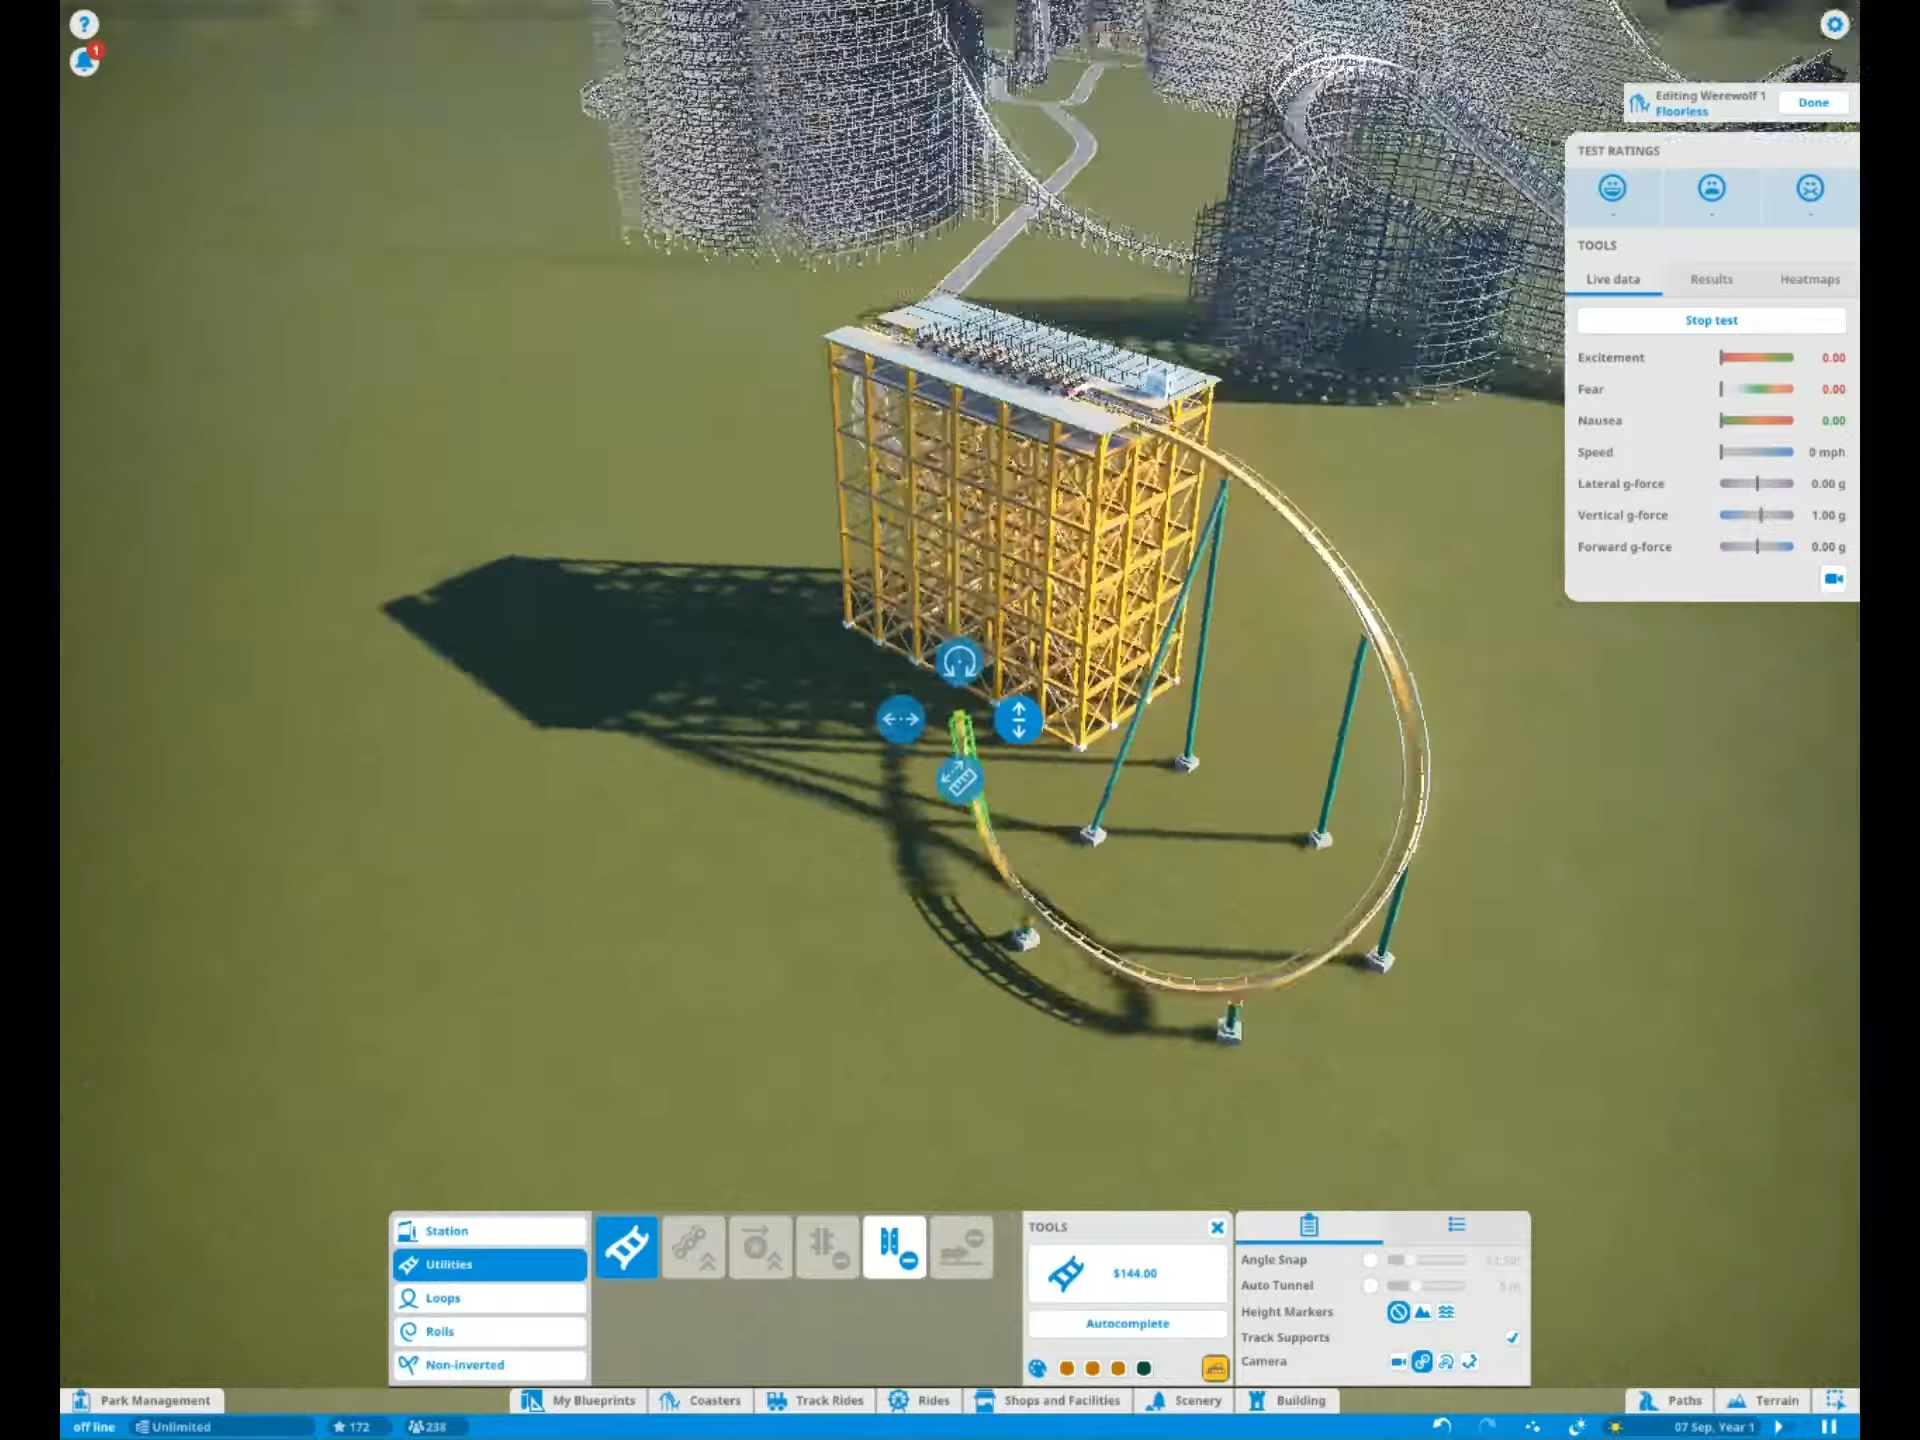 ?
1
Editing Werewolf 1
Floorless
Done
TEST RATINGS
-
-
-
TOOLS
Live data
Results
Heatmaps
Stop test
Excitement
0.00
Fear
0.00
Nausea
0.00
Speed
0 mph
Lateral g-force
0.00 g
Vertical g-force
1.00 g
Forward g-force
0.00 g
Station
Utilities
Loops
Rolls
Non-inverted
TOOLS
$144.00
Autocomplete
Angle Snap
Auto Tunnel
5 m
Height Markers
Track Supports
Camera
Park Management
My Blueprints
Coasters
Track Rides
Rides
Shops and Facilities
Scenery
Building
Paths
Terrain
off line
Unlimited
172
238
07 Sep, Year 1